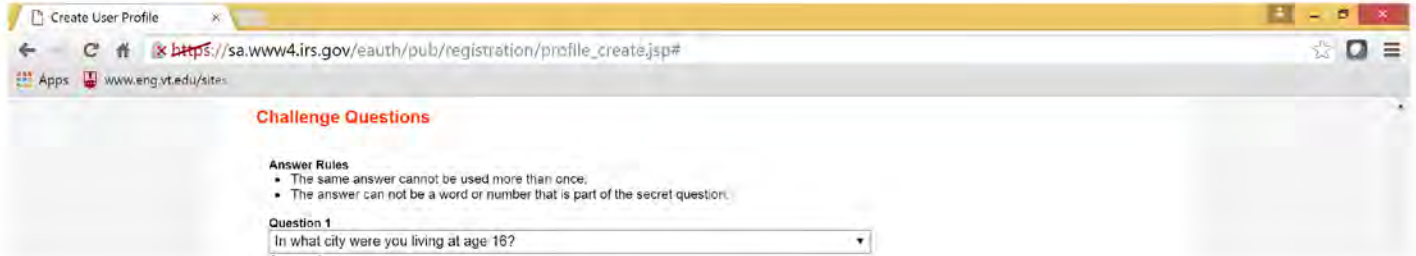 Create User Profile
https://sa.www4.irs.gov/eauth/pub/registration/profile_create.jsp#
Apps www.eng.vt.edu/sites
Challenge Questions
Answer Rules
• The same answer cannot be used more than once.
• The answer can not be a word or number that is part of the secret question.
Question 1
In what city were you living at age 16?